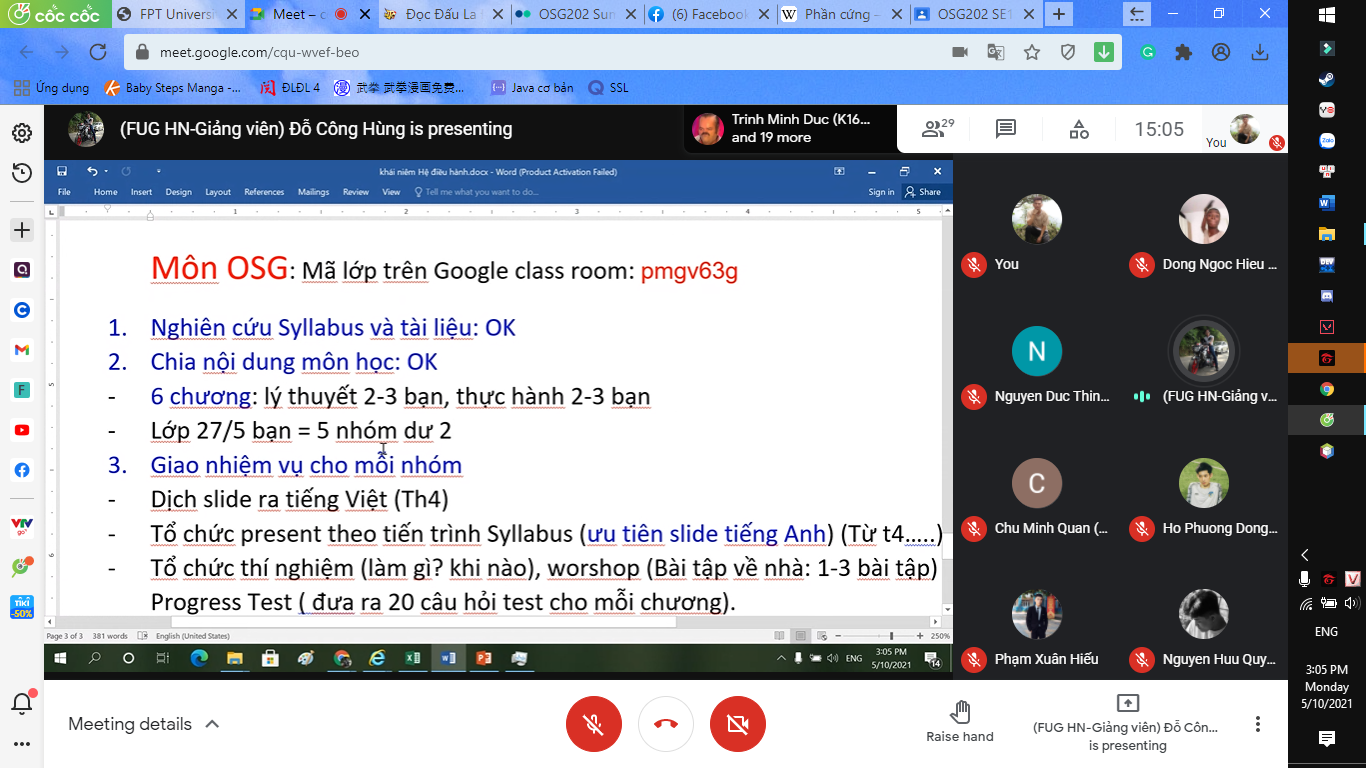 cốc cốc
FPT Univers
Meet – c
Đọc Đấu La
OSG202 Sun
(6) Facebook
Phần cứng –
OSG202 SE1
meet.google.com/cqu-wvef-beo
Ứng dụng
Baby Steps Manga -...
ĐLĐL 4
武拳 武拳漫画免费...
Java cơ bản
SSL
(FUG HN-Giảng viên) Đỗ Công Hùng is presenting
Trinh Minh Duc (K16...
and 19 more
29
15:05
You
khái niệm Hệ điều hành.docx - Word (Product Activation Failed)
File Home Insert Design Layout References Mailings Review View Tell me what you want to do... Sign in Share
1 2 3 4 5
Môn OSG: Mã lớp trên Google class room: pmgv63g
1. Nghiên cứu Syllabus và tài liệu: OK
2. Chia nội dung môn học: OK
- 6 chương: lý thuyết 2-3 bạn, thực hành 2-3 bạn
- Lớp 27/5 bạn = 5 nhóm dư 2
3. Giao nhiệm vụ cho mỗi nhóm
- Dịch slide ra tiếng Việt (Th4)
- Tổ chức present theo tiến trình Syllabus (ưu tiên slide tiếng Anh) (Từ t4.....)
- Tổ chức thí nghiệm (làm gì? khi nào), worshop (Bài tập về nhà: 1-3 bài tập)
Progress Test ( đưa ra 20 câu hỏi test cho mỗi chương).
Page 3 of 3 381 words English (United States) 250%
ENG
3:05 PM
5/10/2021
14
You
Dong Ngoc Hieu ...
N
Nguyen Duc Thin...
(FUG HN-Giảng v...
C
Chu Minh Quan (...
Ho Phuong Dong...
Phạm Xuân Hiếu
Nguyen Huu Quy...
Meeting details
Raise hand
(FUG HN-Giảng viên) Đỗ Côn...
is presenting
VTV
go
TIKI
-50%
Zalo
ENG
3:05 PM
Monday
5/10/2021